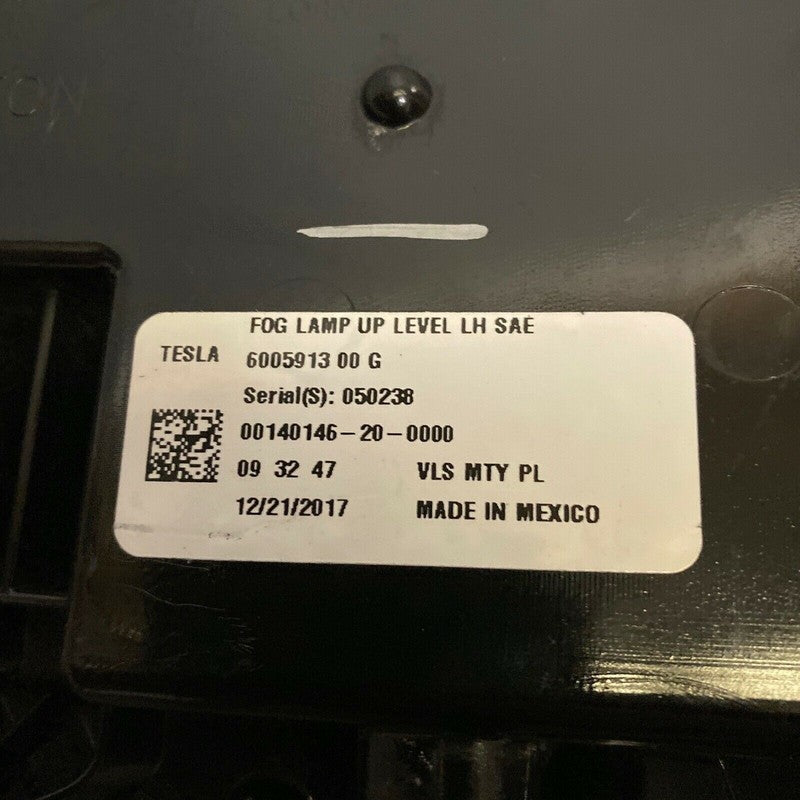 FOG LAMP UP LEVEL LH SAE
TESLA 6005913 00 G
Serial(S): 050238
00140146-20-0000
09 32 47 VLS MTY PL
12/21/2017 MADE IN MEXICO